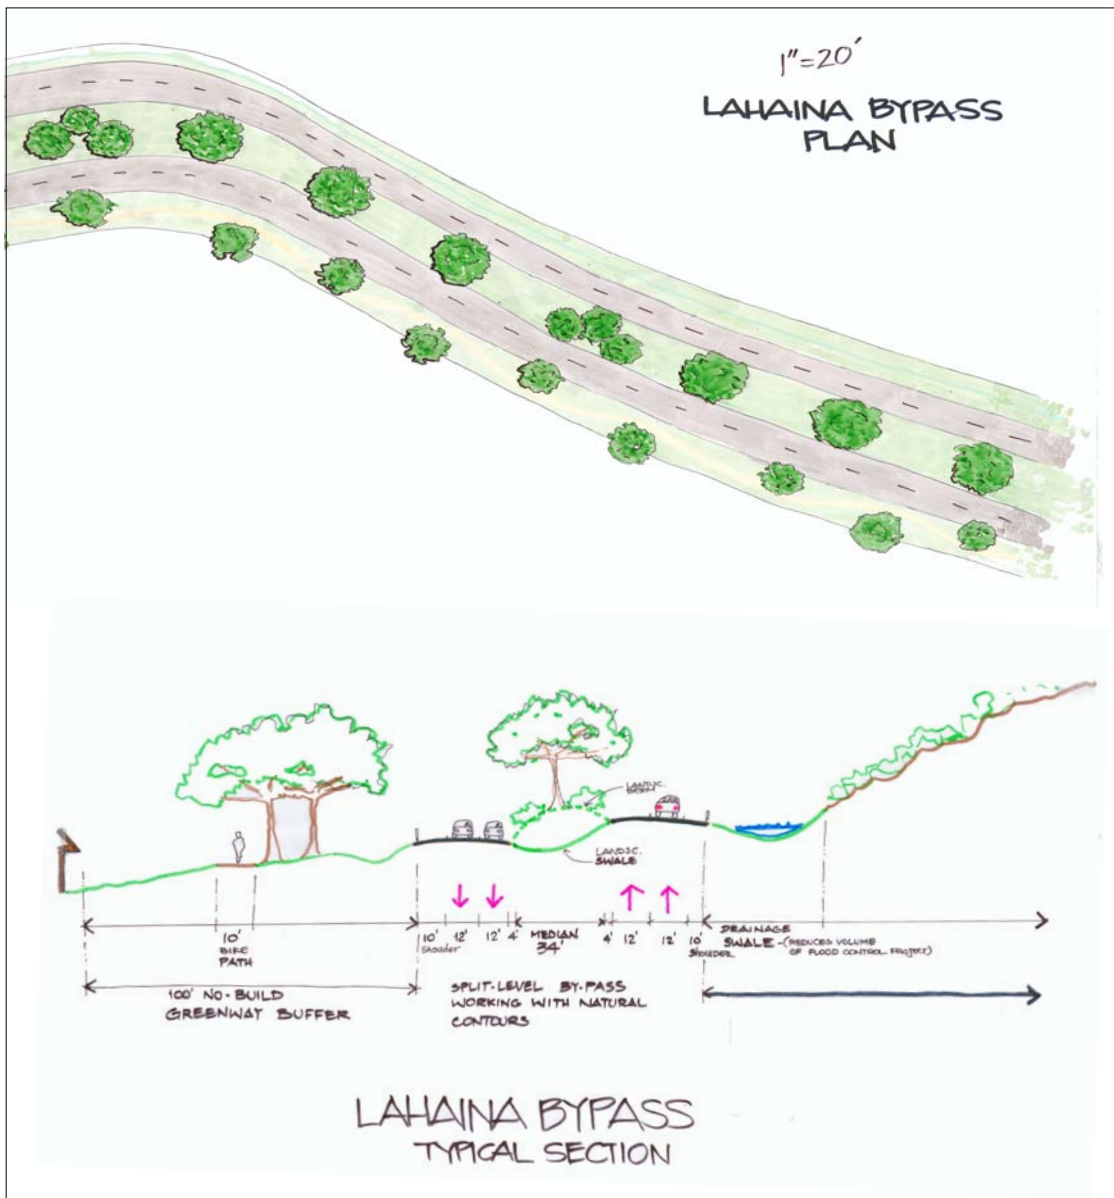 1"=20'
LAHAINA BYPASS
PLAN
LANDSC.
BERM
LANDSC.
SWALE
10'
BIKE
PATH
10'
Shoulder
12'
12'
4'
MEDIAN
34'
4'
12'
12'
10'
Shoulder
DRAINAGE
SWALE - (REDUCES VOLUME
OF FLOOD CONTROL PROJECT)
100' NO-BUILD
GREENWAY BUFFER
SPLIT-LEVEL BY-PASS
WORKING WITH NATURAL
CONTOURS
LAHAINA BYPASS
TYPICAL SECTION